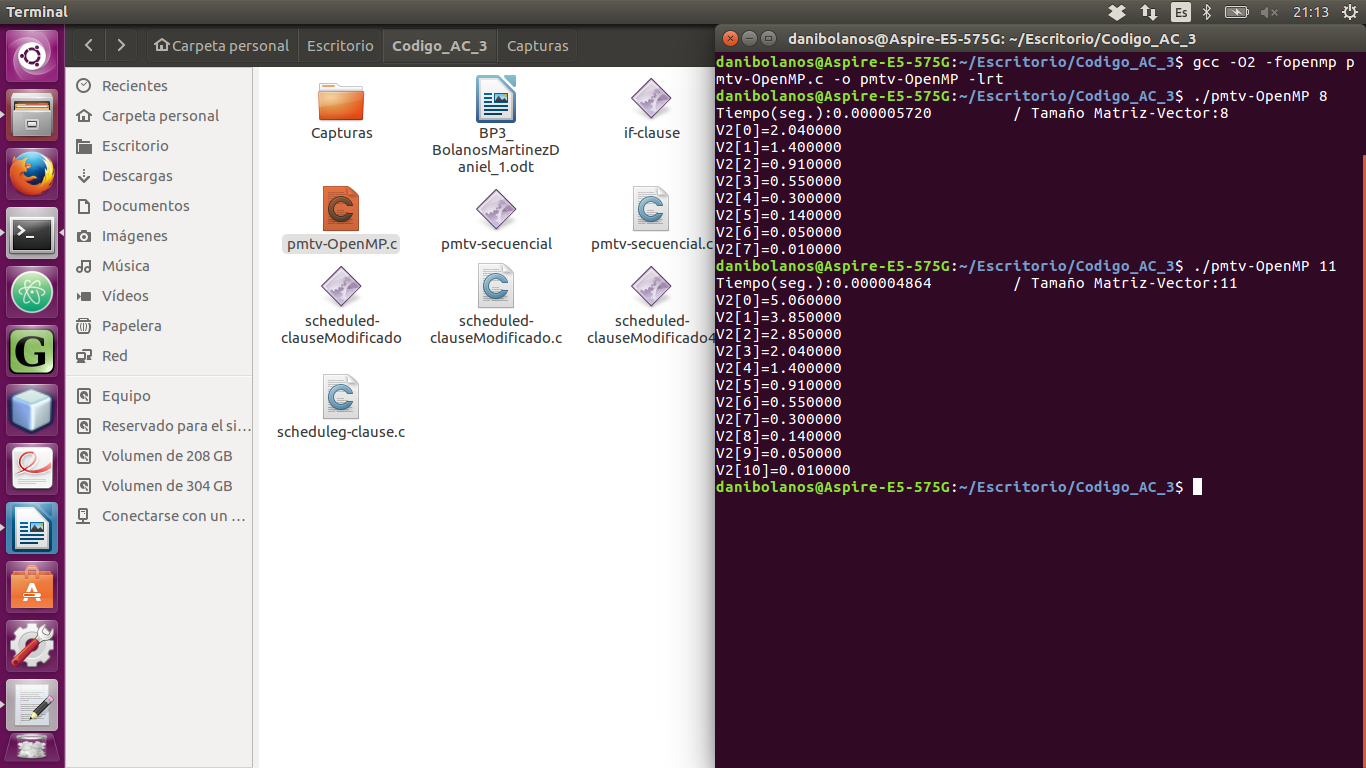 Terminal
Es
21:13
Carpeta personal
Escritorio
Codigo_AC_3
Capturas
Recientes
Carpeta personal
Escritorio
Descargas
Documentos
Imágenes
Música
Vídeos
Papelera
Red
Equipo
Reservado para el si…
Volumen de 208 GB
Volumen de 304 GB
Conectarse con un …
Capturas
BP3_
BolanosMartinezD
aniel_1.odt
if-clause
pmtv-OpenMP.c
pmtv-secuencial
pmtv-secuencial.c
scheduled-
clauseModificado
scheduled-
clauseModificado.c
scheduled-
clauseModificado4
scheduleg-clause.c
danibolanos@Aspire-E5-575G: ~/Escritorio/Codigo_AC_3
danibolanos@Aspire-E5-575G:~/Escritorio/Codigo_AC_3$ gcc -O2 -fopenmp p
mtv-OpenMP.c -o pmtv-OpenMP -lrt
danibolanos@Aspire-E5-575G:~/Escritorio/Codigo_AC_3$ ./pmtv-OpenMP 8
Tiempo(seg.):0.000005720 / Tamaño Matriz-Vector:8
V2[0]=2.040000
V2[1]=1.400000
V2[2]=0.910000
V2[3]=0.550000
V2[4]=0.300000
V2[5]=0.140000
V2[6]=0.050000
V2[7]=0.010000
danibolanos@Aspire-E5-575G:~/Escritorio/Codigo_AC_3$ ./pmtv-OpenMP 11
Tiempo(seg.):0.000004864 / Tamaño Matriz-Vector:11
V2[0]=5.060000
V2[1]=3.850000
V2[2]=2.850000
V2[3]=2.040000
V2[4]=1.400000
V2[5]=0.910000
V2[6]=0.550000
V2[7]=0.300000
V2[8]=0.140000
V2[9]=0.050000
V2[10]=0.010000
danibolanos@Aspire-E5-575G:~/Escritorio/Codigo_AC_3$